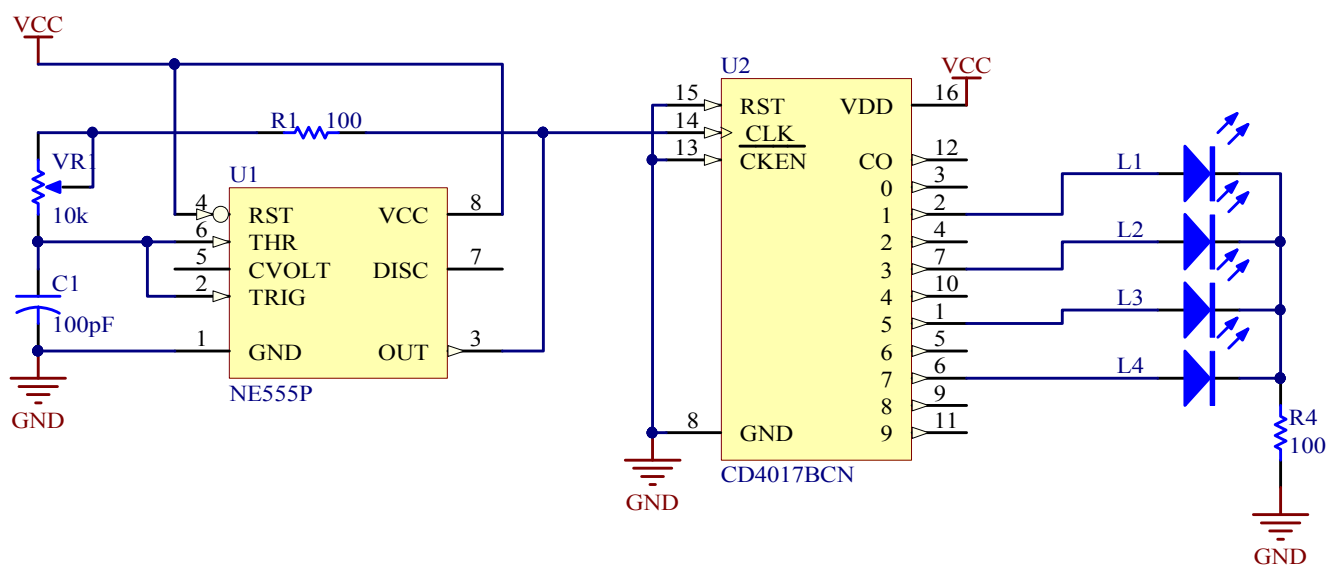 VCC
R1 100
VR1
10k
C1
100pF
GND
U1
4 RST
6 THR
5 CVOLT
2 TRIG
1 GND
VCC 8
DISC 7
OUT 3
NE555P
U2
15 RST
14 CLK
13 CKEN
8 GND
VDD 16
VCC
CO 12
0 3
1 2
2 4
3 7
4 10
5 1
6 5
7 6
8 9
9 11
CD4017BCN
GND
L1
L2
L3
L4
R4
100
GND